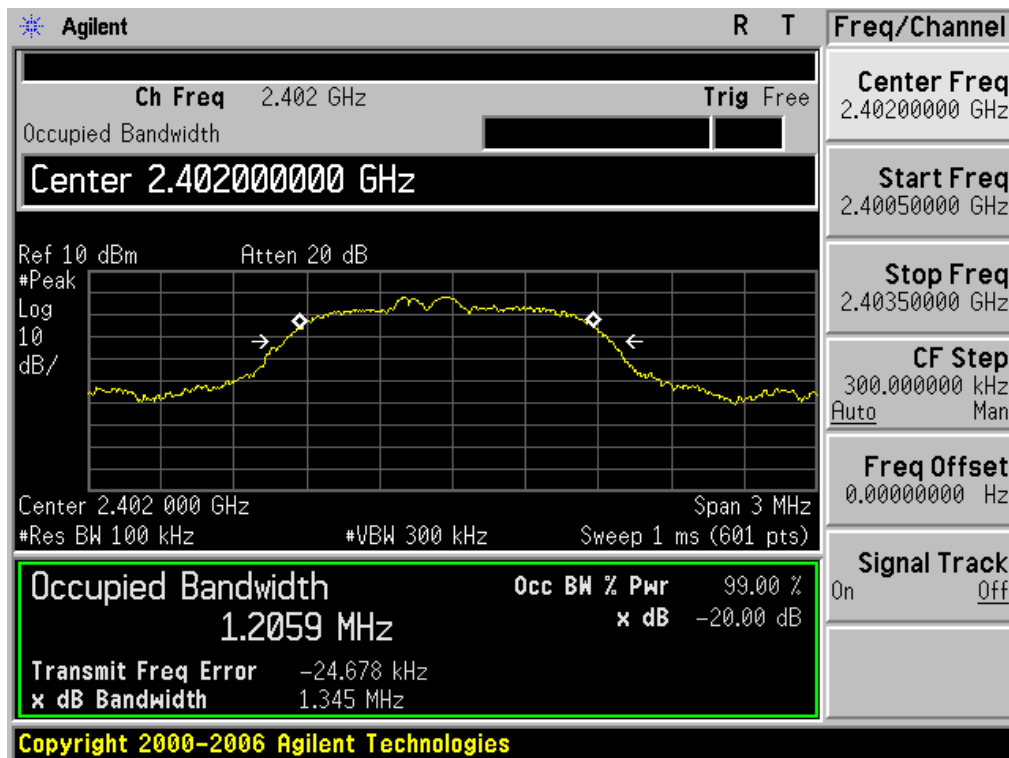 Agilent R T
Ch Freq 2.402 GHz Trig Free
Occupied Bandwidth
Center 2.402000000 GHz
Ref 10 dBm Atten 20 dB
#Peak
Log
10
dB/
Center 2.402 000 GHz Span 3 MHz
#Res BW 100 kHz #VBW 300 kHz Sweep 1 ms (601 pts)
Occupied Bandwidth Occ BW % Pwr 99.00 %
1.2059 MHz x dB -20.00 dB
Transmit Freq Error -24.678 kHz
x dB Bandwidth 1.345 MHz
Copyright 2000-2006 Agilent Technologies
Freq/Channel
Center Freq
2.40200000 GHz
Start Freq
2.40050000 GHz
Stop Freq
2.40350000 GHz
CF Step
300.000000 kHz
Auto Man
Freq Offset
0.00000000 Hz
Signal Track
On Off